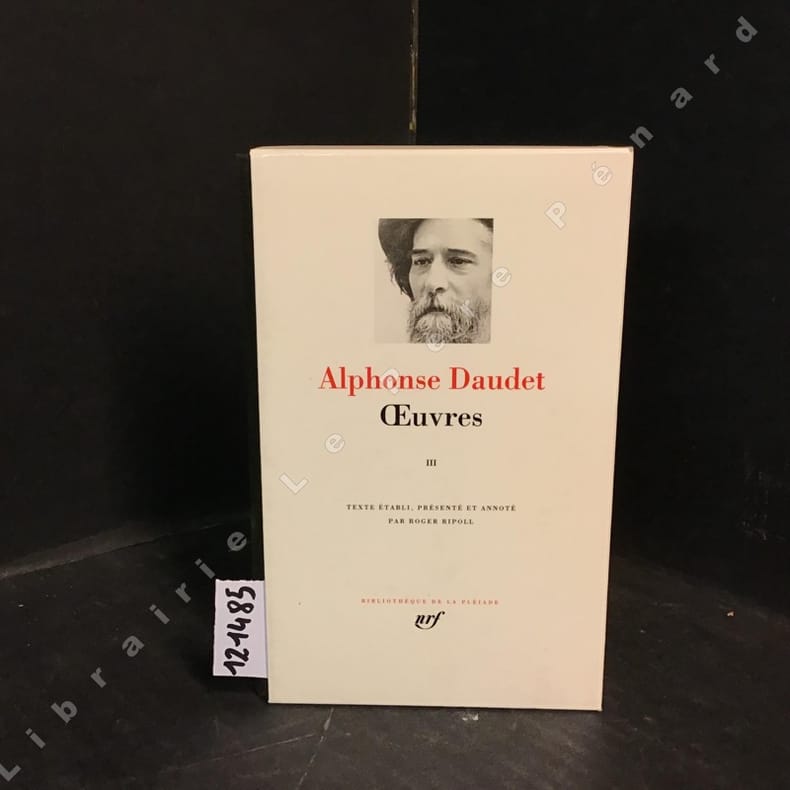 Alphonse Daudet
Œuvres
III
TEXTE ÉTABLI, PRÉSENTÉ ET ANNOTÉ
PAR ROGER RIPOLL
BIBLIOTHÈQUE DE LA PLÉIADE
nrf
121485
Librairie Le Père Pénard